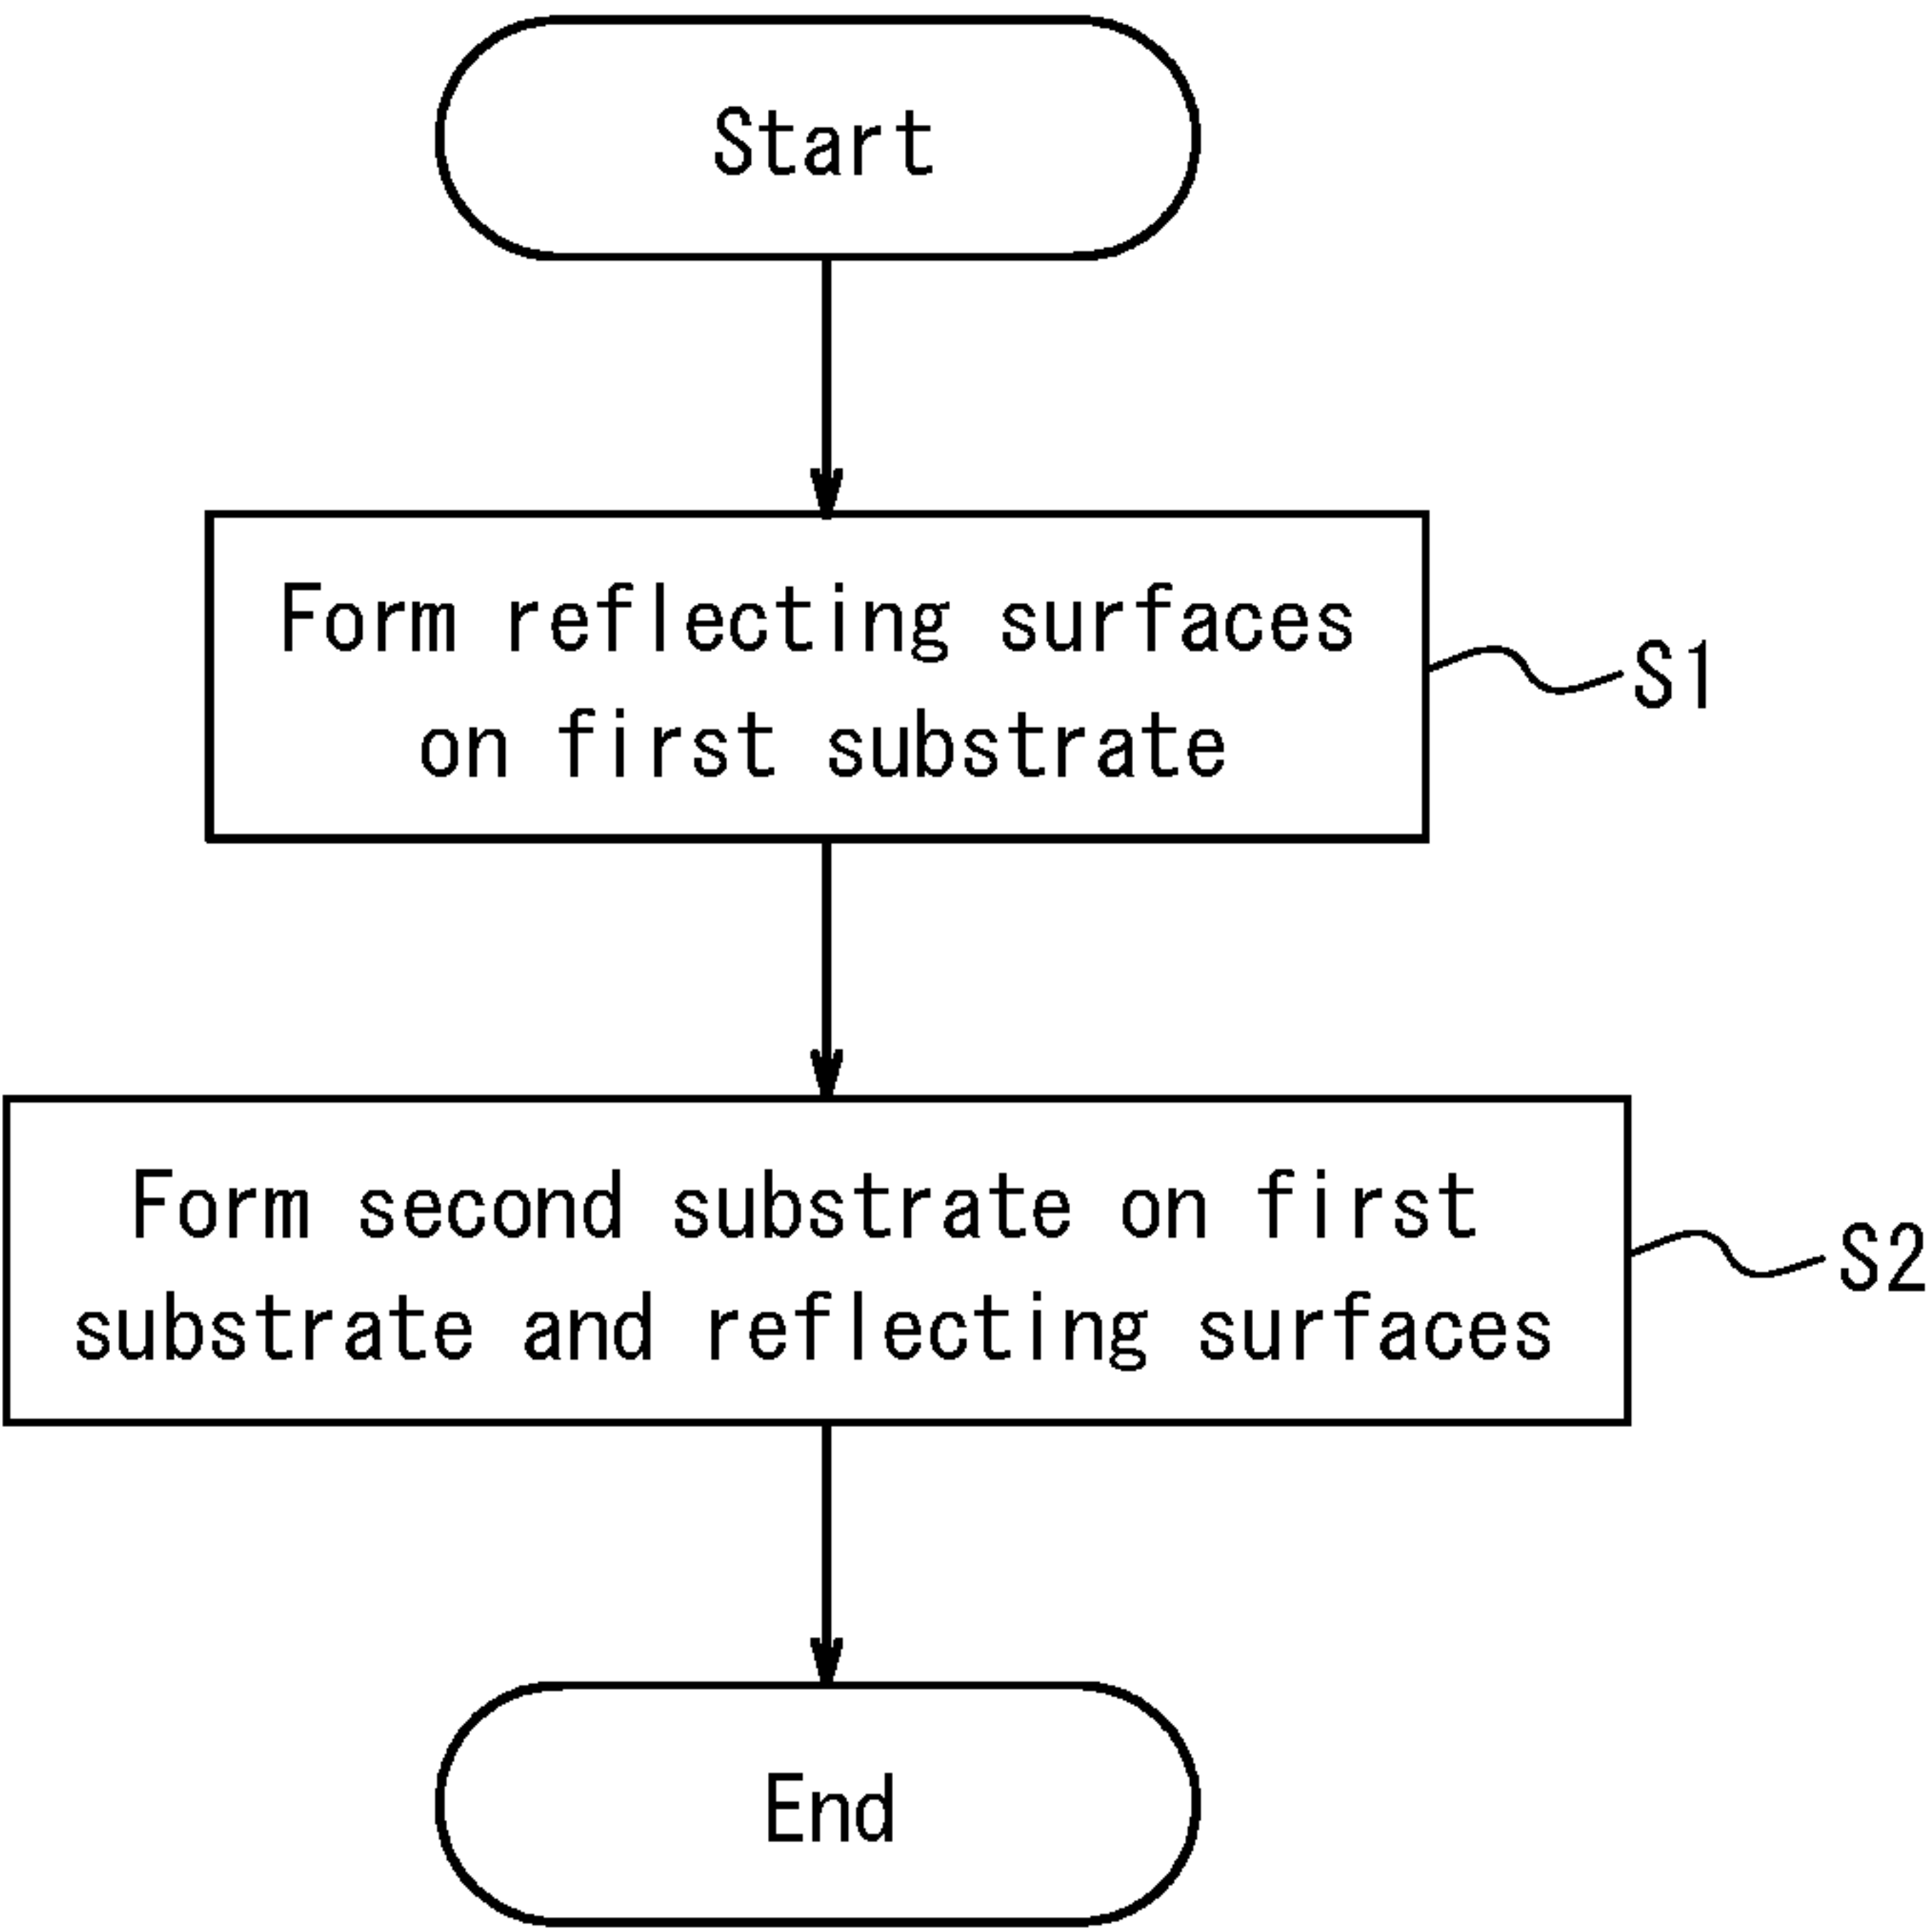 Start
Form reflecting surfaces
on first substrate
S1
Form second substrate on first
substrate and reflecting surfaces
S2
End